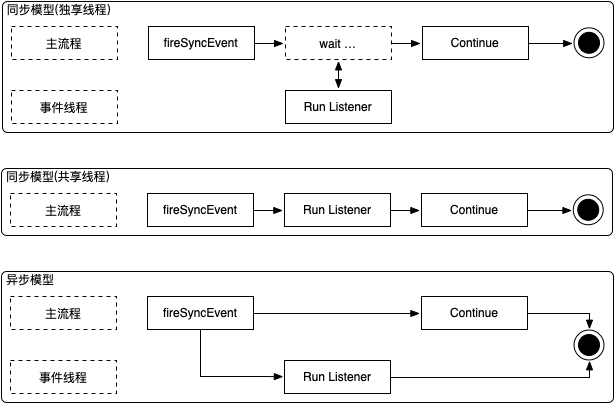 同步模型(独享线程)
主流程
fireSyncEvent
wait ...
Continue
事件线程
Run Listener
同步模型(共享线程)
主流程
fireSyncEvent
Run Listener
Continue
异步模型
主流程
fireSyncEvent
Continue
事件线程
Run Listener